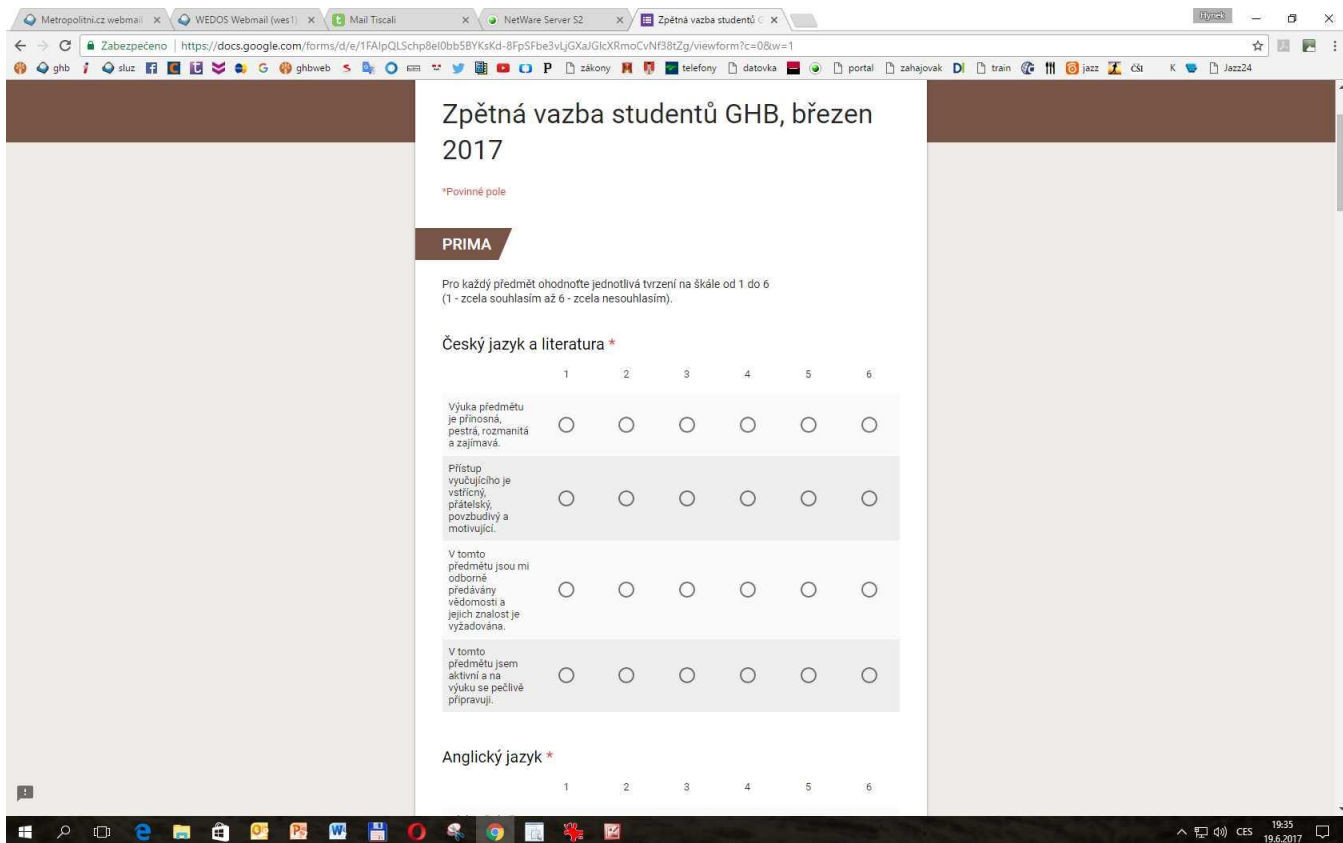 Metropolitni.cz webmail
WEDOS Webmail (wes1)
Mail Tiscali
NetWare Server S2
Zpětná vazba studentů G
Hynek
Zabezpečeno | https://docs.google.com/forms/d/e/1FAIpQLSchp8eI0bb5BYKsKd-8FpSFbe3vLjGXaJGlcXRmoCvNf38tZg/viewform?c=0&w=1
ghb sluz G ghbweb zákony telefony datovka portal zahajovak train jazz ČŠI K Jazz24
Zpětná vazba studentů GHB, březen
2017
*Povinné pole
PRIMA
Pro každý předmět ohodnoťte jednotlivá tvrzení na škále od 1 do 6
(1 - zcela souhlasím až 6 - zcela nesouhlasím).
Český jazyk a literatura *
1 2 3 4 5 6
Výuka předmětu
je přínosná,
pestrá, rozmanitá
a zajímavá.
Přístup
vyučujícího je
vstřícný,
přátelský,
povzbudivý a
motivující.
V tomto
předmětu jsou mi
odborně
předávány
vědomosti a
jejich znalost je
vyžadována.
V tomto
předmětu jsem
aktivní a na
výuku se pečlivě
připravuji.
Anglický jazyk *
1 2 3 4 5 6
CES
19:35
19.6.2017